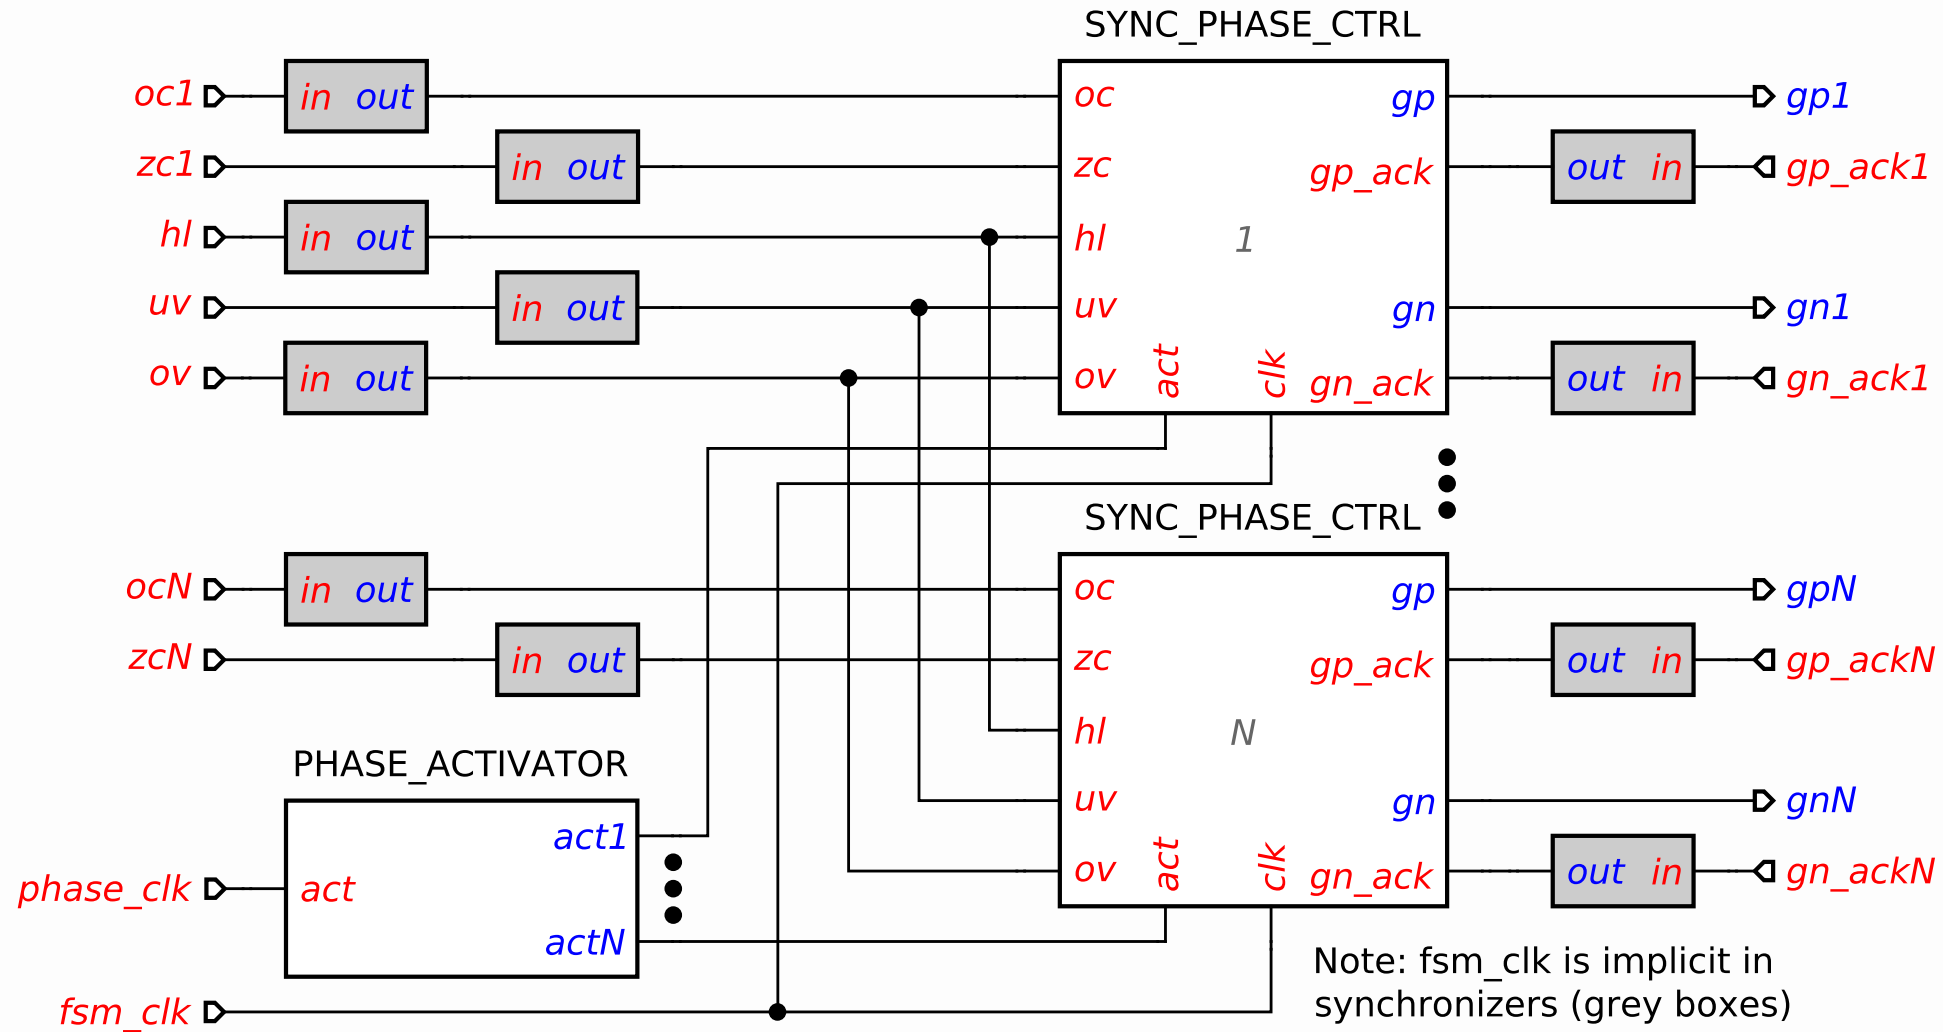 SYNC_PHASE_CTRL
oc1 in out oc gp gp1
zc1 in out zc gp_ack out in gp_ack1
hl in out hl 1
uv in out uv gn gn1
ov in out ov act clk gn_ack out in gn_ack1
SYNC_PHASE_CTRL
ocN in out oc gp gpN
zcN in out zc gp_ack out in gp_ackN
hl N
PHASE_ACTIVATOR
uv gn gnN
act1
ov act clk gn_ack out in gn_ackN
phase_clk act
actN
Note: fsm_clk is implicit in
synchronizers (grey boxes)
fsm_clk